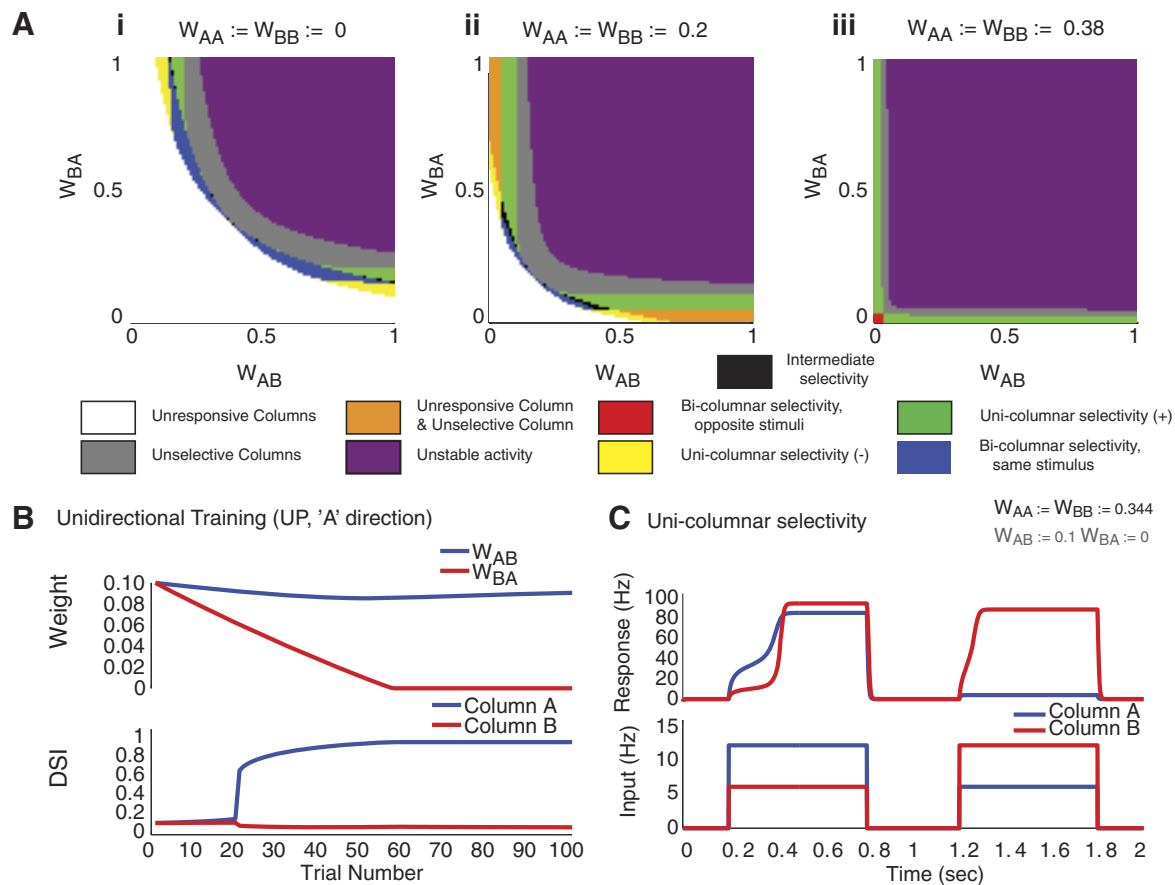 A
i
W_AA := W_BB := 0
ii
W_AA := W_BB := 0.2
iii
W_AA := W_BB := 0.38
1
0.5
0
W_BA
0
0.5
1
W_AB
1
0.5
0
W_BA
0
0.5
1
W_AB
1
0.5
0
W_BA
0
0.5
1
W_AB
Intermediate
selectivity
Unresponsive Columns
Unresponsive Column
& Unselective Column
Bi-columnar selectivity,
opposite stimuli
Uni-columnar selectivity (+)
Unselective Columns
Unstable activity
Uni-columnar selectivity (-)
Bi-columnar selectivity,
same stimulus
B Unidirectional Training (UP, 'A' direction)
W_AB
W_BA
Weight
0.10
0.08
0.06
0.04
0.02
0
Column A
Column B
DSI
1
0.8
0.6
0.4
0.2
0
0 10 20 30 40 50 60 70 80 90 100
Trial Number
C Uni-columnar selectivity
W_AA := W_BB := 0.344
W_AB := 0.1 W_BA := 0
Response (Hz)
100
80
60
40
20
0
Column A
Column B
Input (Hz)
15
10
5
0
0 0.2 0.4 0.6 0.8 1 1.2 1.4 1.6 1.8 2
Time (sec)